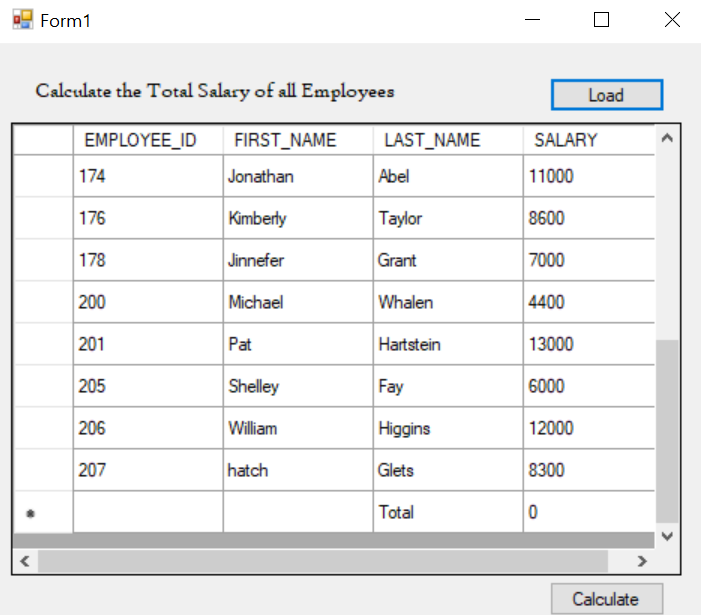 Form1
Calculate the Total Salary of all Employees
Load
EMPLOYEE_ID FIRST_NAME LAST_NAME SALARY
174 Jonathan Abel 11000
176 Kimberly Taylor 8600
178 Jinnefer Grant 7000
200 Michael Whalen 4400
201 Pat Hartstein 13000
205 Shelley Fay 6000
206 William Higgins 12000
207 hatch Glets 8300
Total 0
Calculate